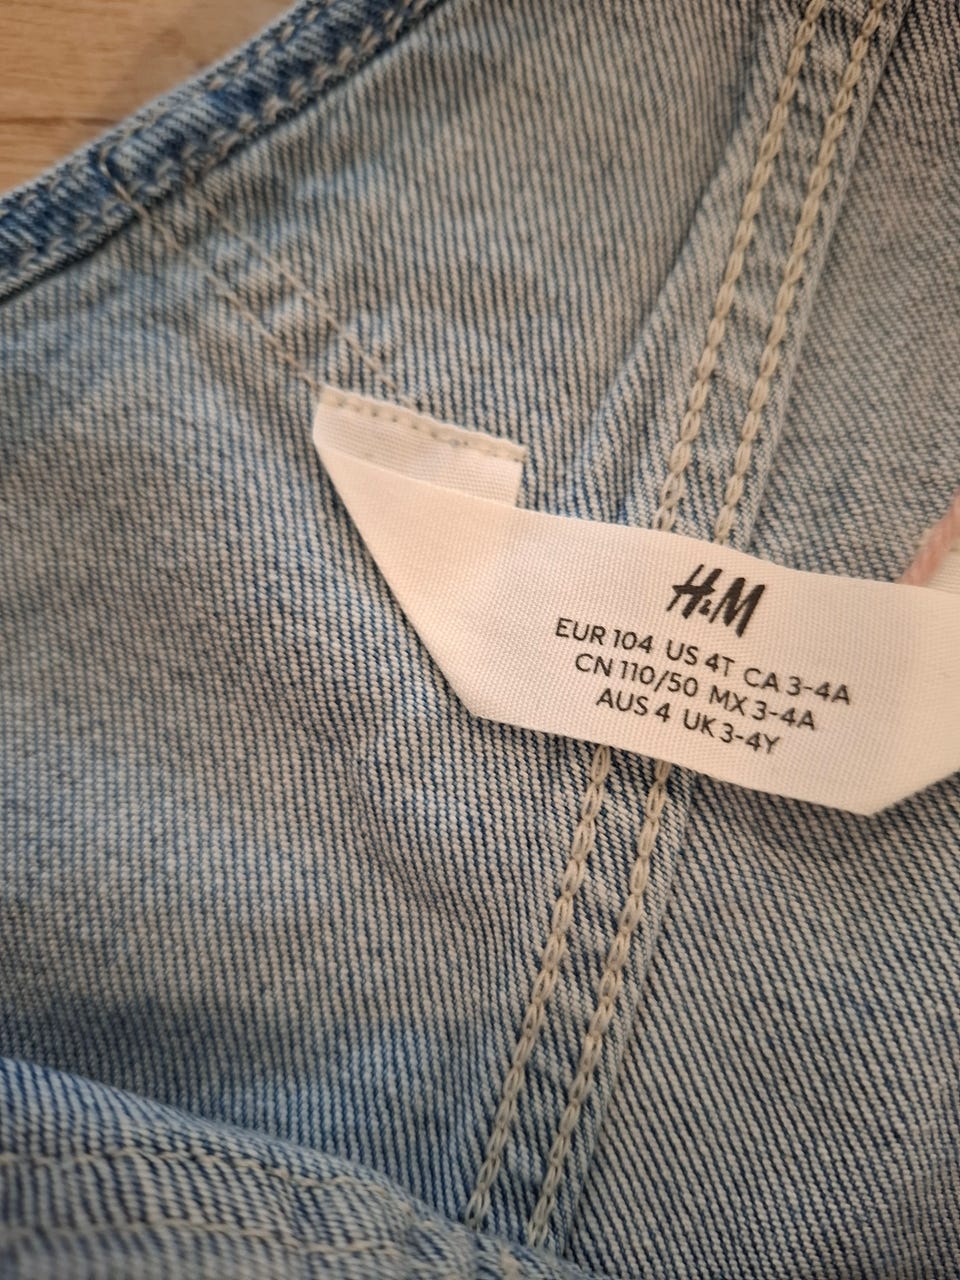 H&M
EUR 104 US 4T CA 3-4A
CN 110/50 MX 3-4A
AUS 4 UK 3-4Y